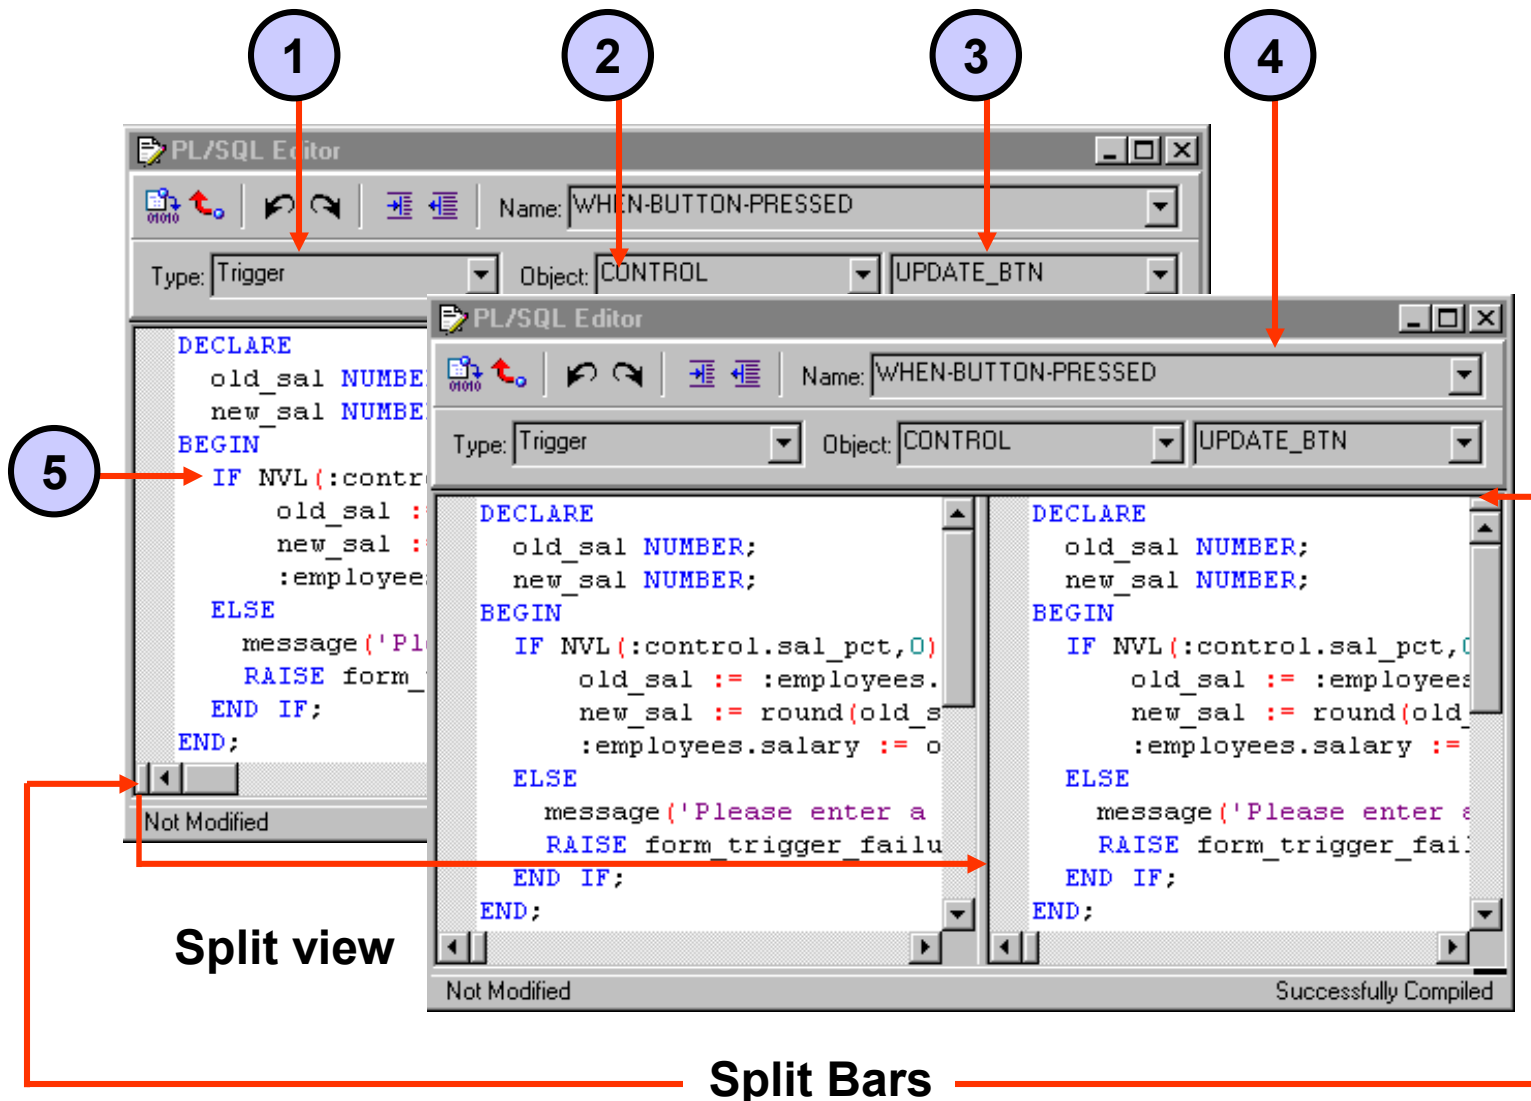 1
2
3
4
PL/SQL Editor
01010
Name: WHEN-BUTTON-PRESSED
Type: Trigger
Object: CONTROL
UPDATE_BTN
DECLARE
old_sal NUMBE
new_sal NUMBE
BEGIN
5
IF NVL(:contr
old_sal :
new_sal :
:employee
ELSE
message('Pl
RAISE form_
END IF;
END;
Not Modified
PL/SQL Editor
01010
Name: WHEN-BUTTON-PRESSED
Type: Trigger
Object: CONTROL
UPDATE_BTN
DECLARE
old_sal NUMBER;
new_sal NUMBER;
BEGIN
IF NVL(:control.sal_pct,0)
old_sal := :employees.
new_sal := round(old_s
:employees.salary := o
ELSE
message('Please enter a
RAISE form_trigger_failu
END IF;
END;
DECLARE
old_sal NUMBER;
new_sal NUMBER;
BEGIN
IF NVL(:control.sal_pct,0
old_sal := :employees
new_sal := round(old_
:employees.salary :=
ELSE
message('Please enter a
RAISE form_trigger_fail
END IF;
END;
Not Modified
Successfully Compiled
Split view
Split Bars